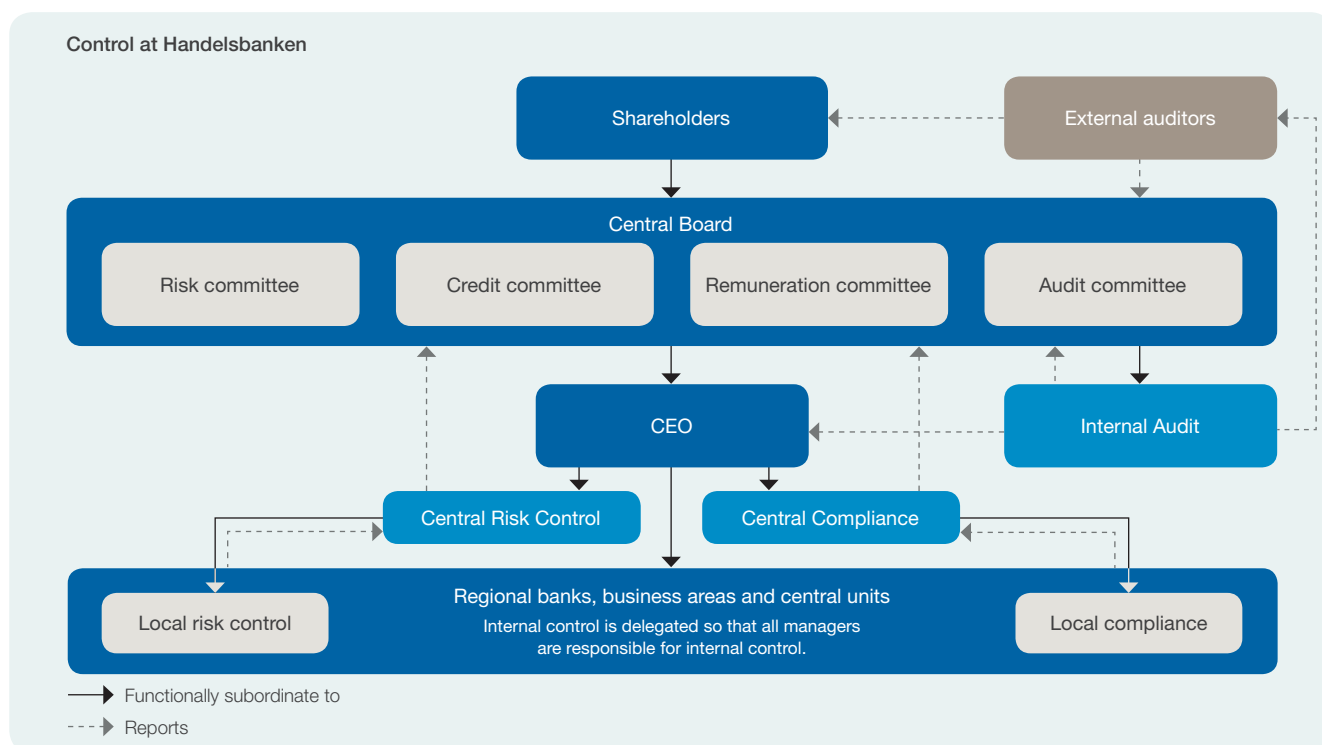 Control at Handelsbanken
Shareholders
External auditors
Central Board
Risk committee
Credit committee
Remuneration committee
Audit committee
CEO
Internal Audit
Central Risk Control
Central Compliance
Regional banks, business areas and central units
Internal control is delegated so that all managers
are responsible for internal control.
Local risk control
Local compliance
Functionally subordinate to
Reports